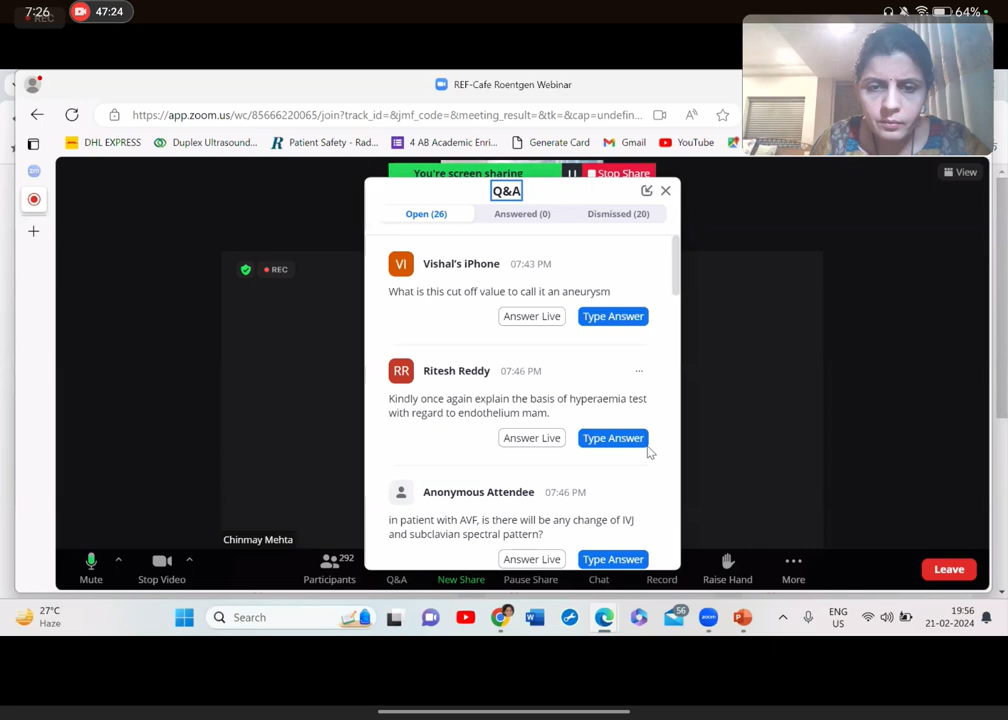 7:26
47:24
64%
REC
REF-Cafe Roentgen Webinar
https://app.zoom.us/wc/85666220065/join?track_id=&jmf_code=&meeting_result=&tk=&cap=undefin...
DHL EXPRESS
Duplex Ultrasound...
Patient Safety - Rad...
4 AB Academic Enri...
Generate Card
Gmail
YouTube
You're screen sharing
Stop Share
View
Q&A
Open (26)
Answered (0)
Dismissed (20)
REC
VI
Vishal's iPhone
07:43 PM
What is this cut off value to call it an aneurysm
Answer Live
Type Answer
RR
Ritesh Reddy
07:46 PM
...
Kindly once again explain the basis of hyperaemia test
with regard to endothelium mam.
Answer Live
Type Answer
Anonymous Attendee
07:46 PM
in patient with AVF, is there will be any change of IVJ
and subclavian spectral pattern?
Answer Live
Type Answer
Chinmay Mehta
Mute
Stop Video
292
Participants
Q&A
New Share
Pause Share
Chat
Record
Raise Hand
More
Leave
27°C
Haze
Search
56
ENG
US
19:56
21-02-2024